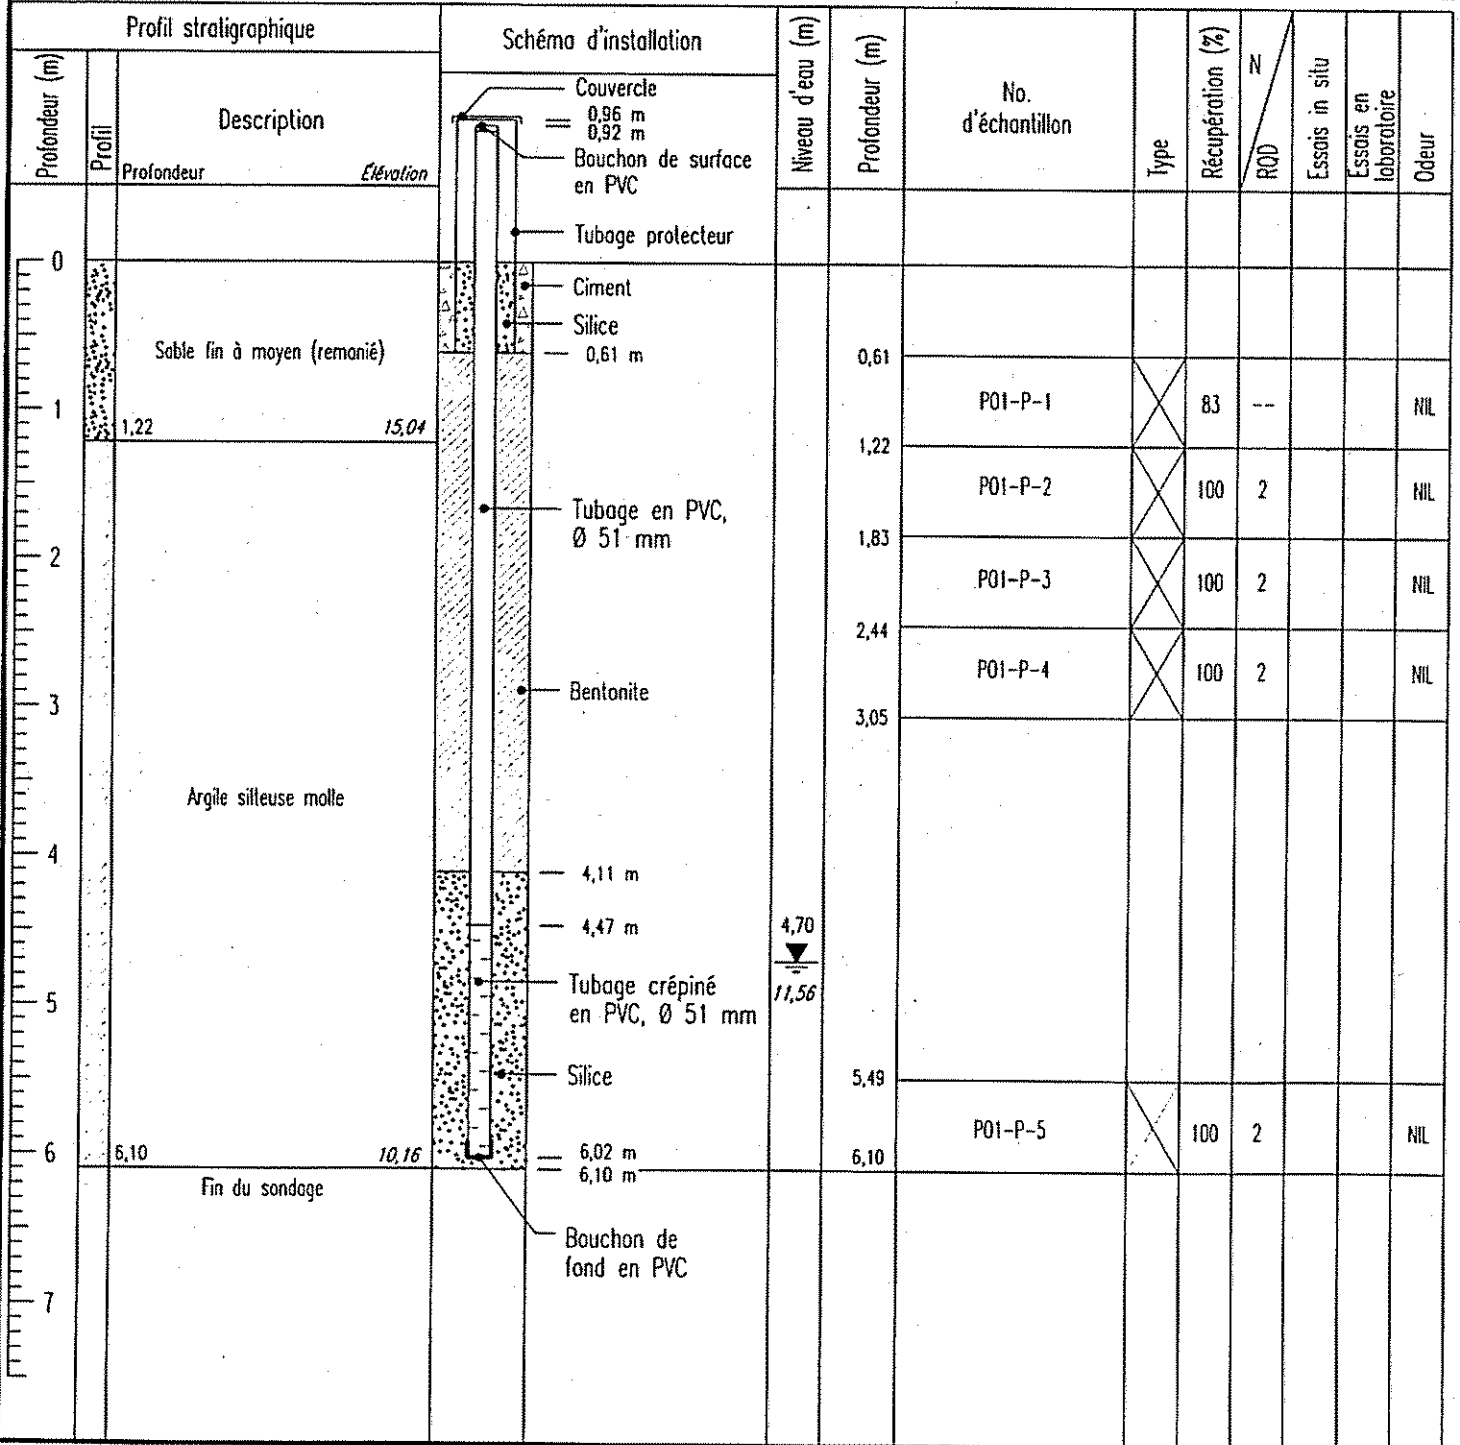 Profil stratigraphique
Schéma d'installation
Niveau d'eau (m)
Profondeur (m)
No.
d'échantillon
Type
Récupération (%)
N
RQD
Essais in situ
Essais en
laboratoire
Odeur
Profondeur (m)
Profil
Description
Profondeur
Élévation
Couvercle
0,96 m
0,92 m
Bouchon de surface
en PVC
Tubage protecteur
0
Ciment
Silice
0,61 m
Sable fin à moyen (remanié)
0,61
P01-P-1
83
--
NIL
1
1,22
15,04
1,22
P01-P-2
100
2
NIL
Tubage en PVC,
Ø 51 mm
1,83
2
P01-P-3
100
2
NIL
2,44
P01-P-4
100
2
NIL
Bentonite
3
3,05
Argile silteuse molle
4
4,11 m
4,47 m
4,70
11,56
Tubage crépiné
en PVC, Ø 51 mm
5
Silice
5,49
P01-P-5
100
2
NIL
6
6,10
10,16
6,02 m
6,10 m
6,10
Fin du sondage
Bouchon de
fond en PVC
7